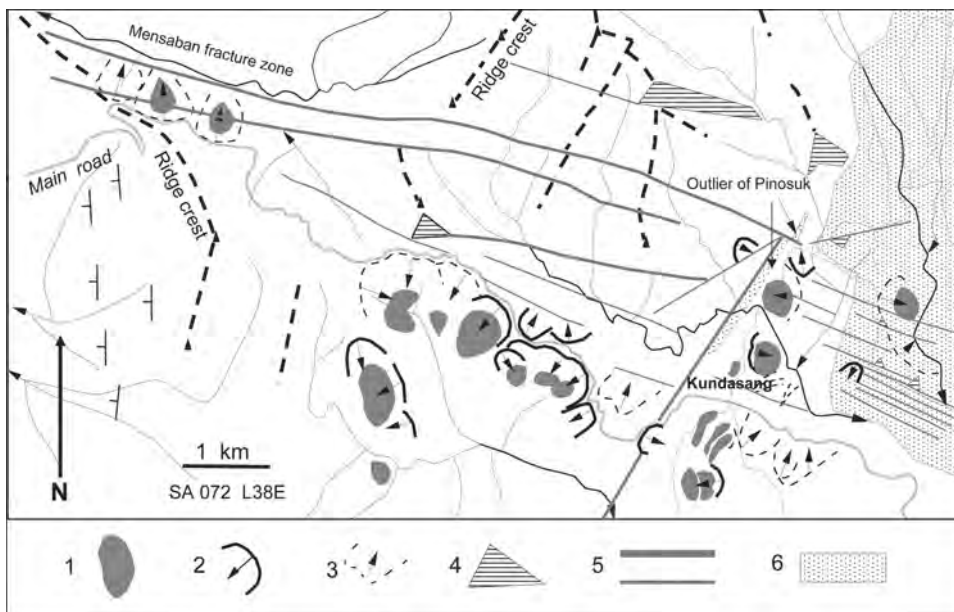 Mensaban fracture zone
Ridge crest
Main road
Ridge crest
Outlier of Pinosuk
Kundasang
1 km
N
SA 072 L38E
1 2 3 4 5 6